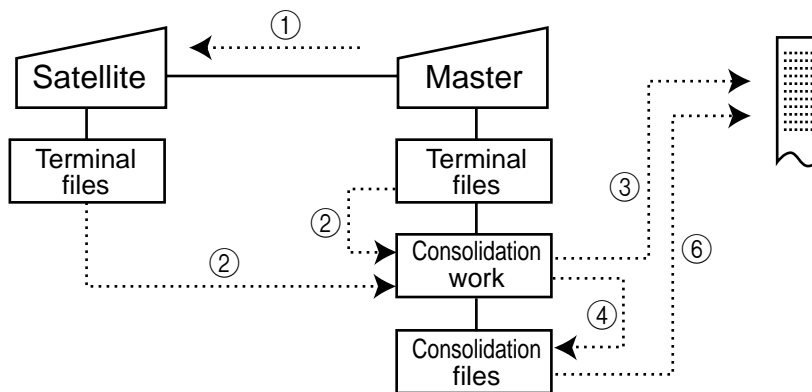 ①
Satellite
Master
Terminal
files
Terminal
files
②
②
③
Consolidation
work
⑥
④
Consolidation
files